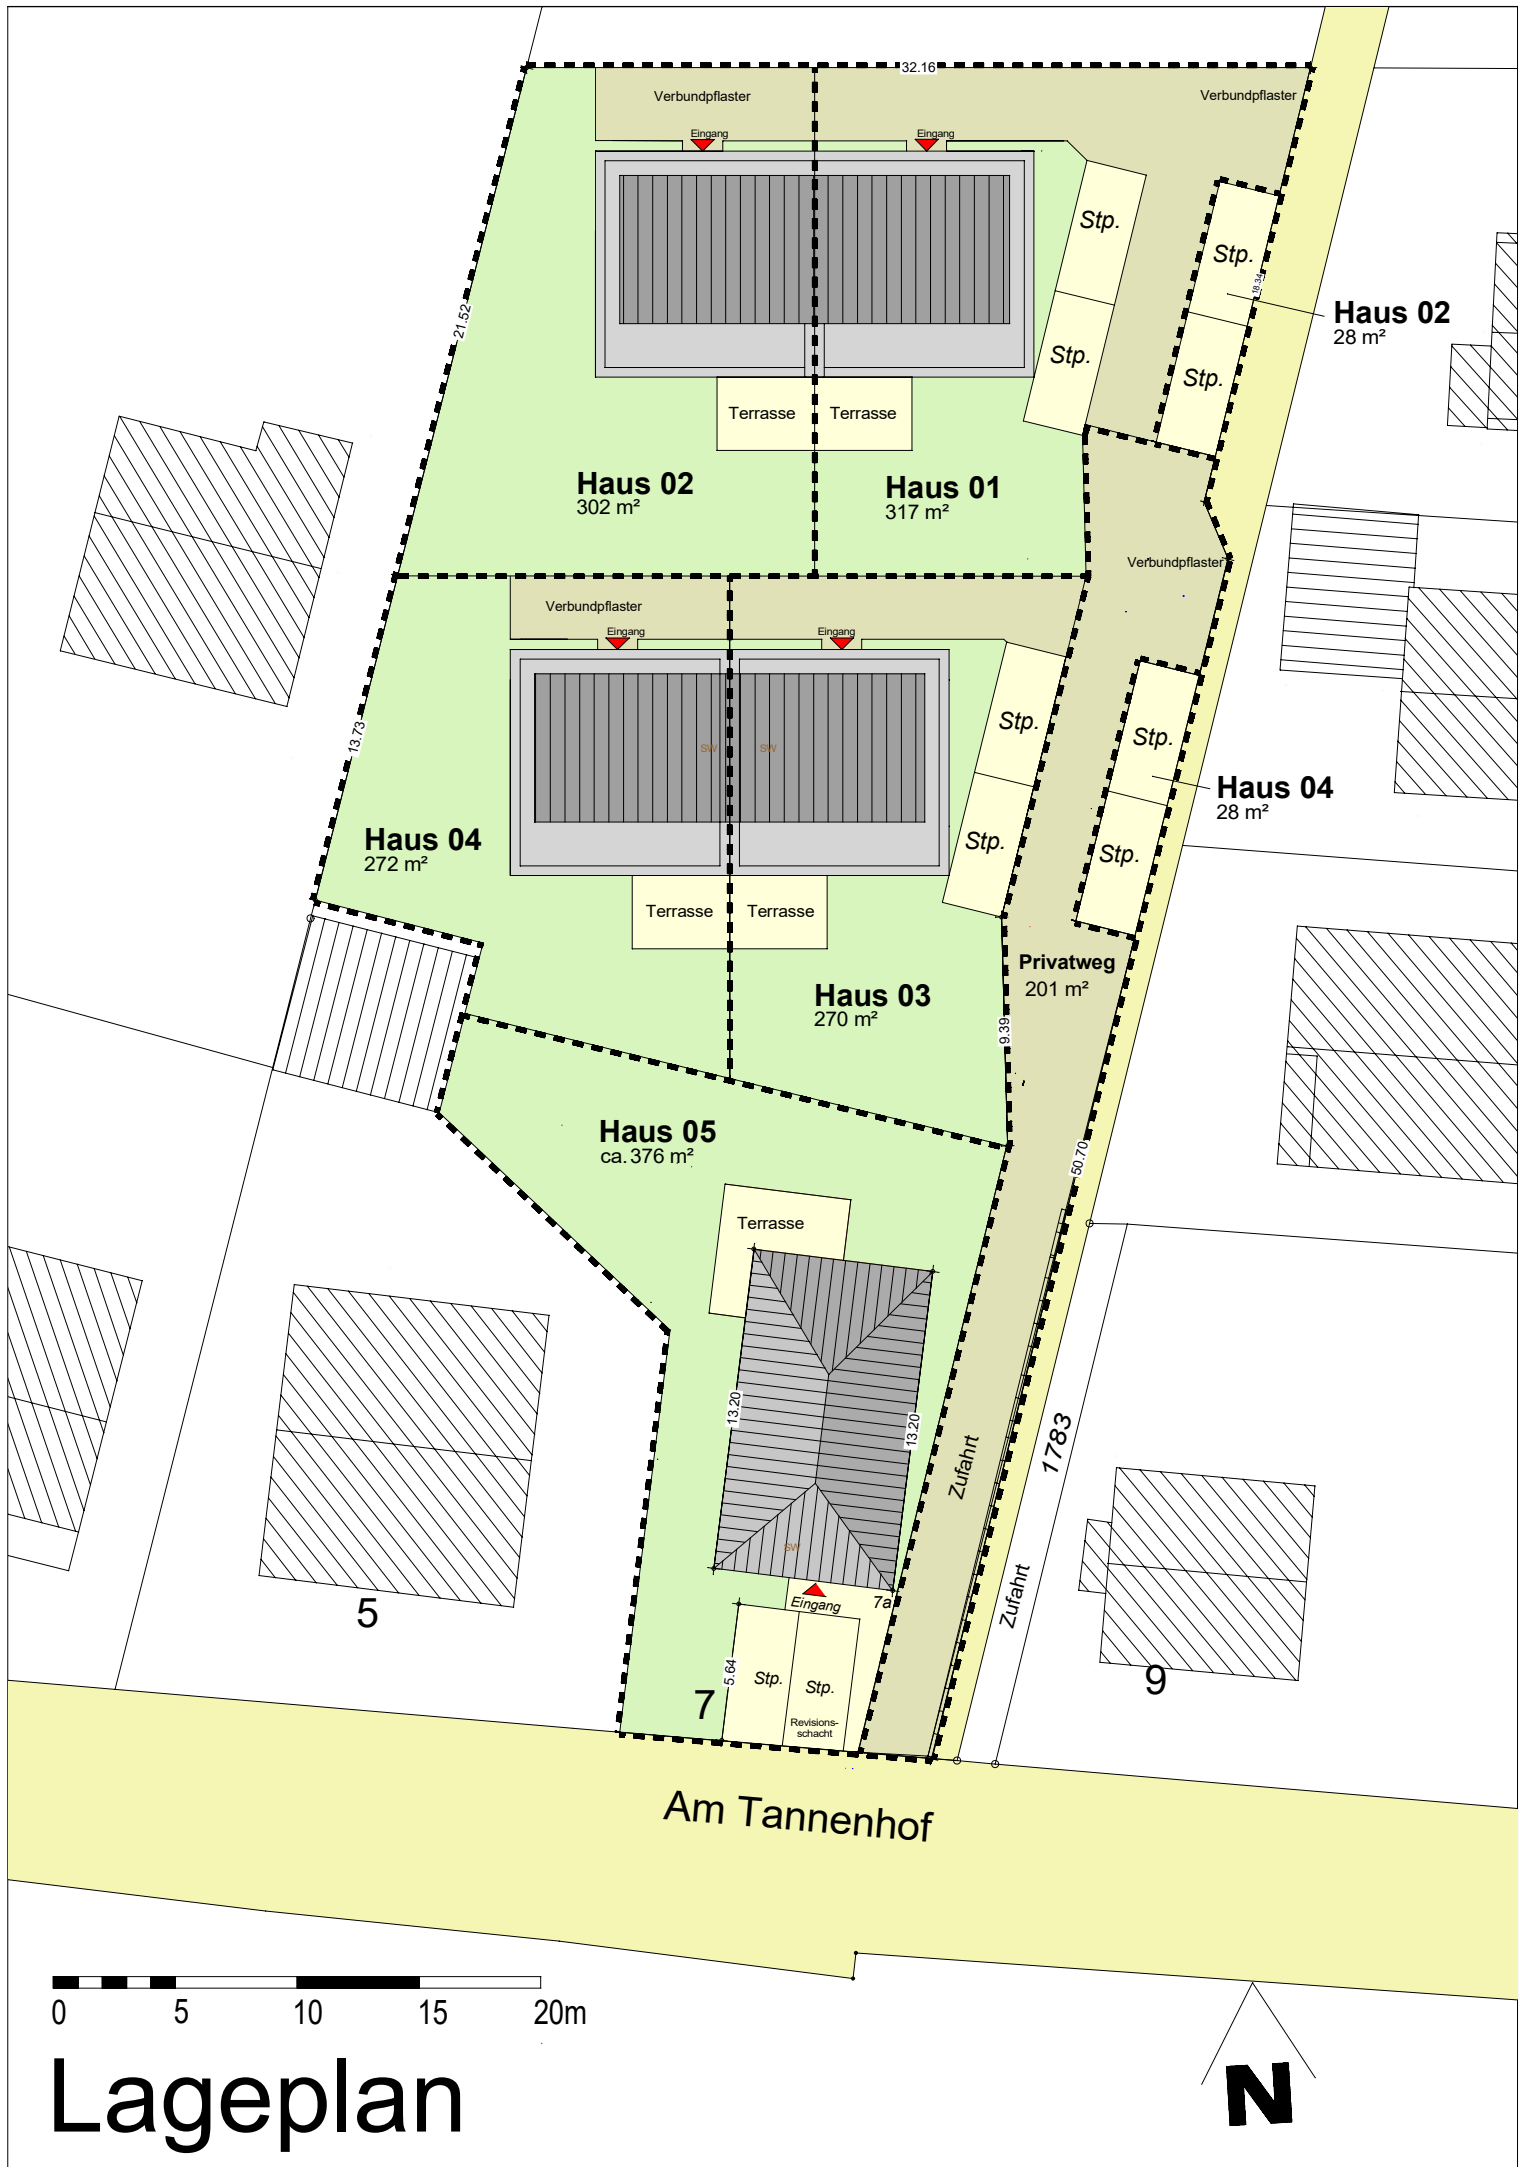 32.16
Verbundpflaster
Verbundpflaster
Eingang
Eingang
Stp.
Stp.
18.34
21.52
Haus 02
28 m²
Stp.
Stp.
Terrasse
Terrasse
Haus 02
302 m²
Haus 01
317 m²
Verbundpflaster
Verbundpflaster
Eingang
Eingang
Stp.
Stp.
13.73
SW
SW
Haus 04
28 m²
Haus 04
272 m²
Stp.
Stp.
Terrasse
Terrasse
Privatweg
201 m²
Haus 03
270 m²
9.39
Haus 05
ca. 376 m²
50.70
Terrasse
13.20
13.20
1783
Zufahrt
SW
Zufahrt
Eingang
7a
5
5.64
Stp.
Stp.
9
7
Revisions-
schacht
Am Tannenhof
0 5 10 15 20m
Lageplan
N